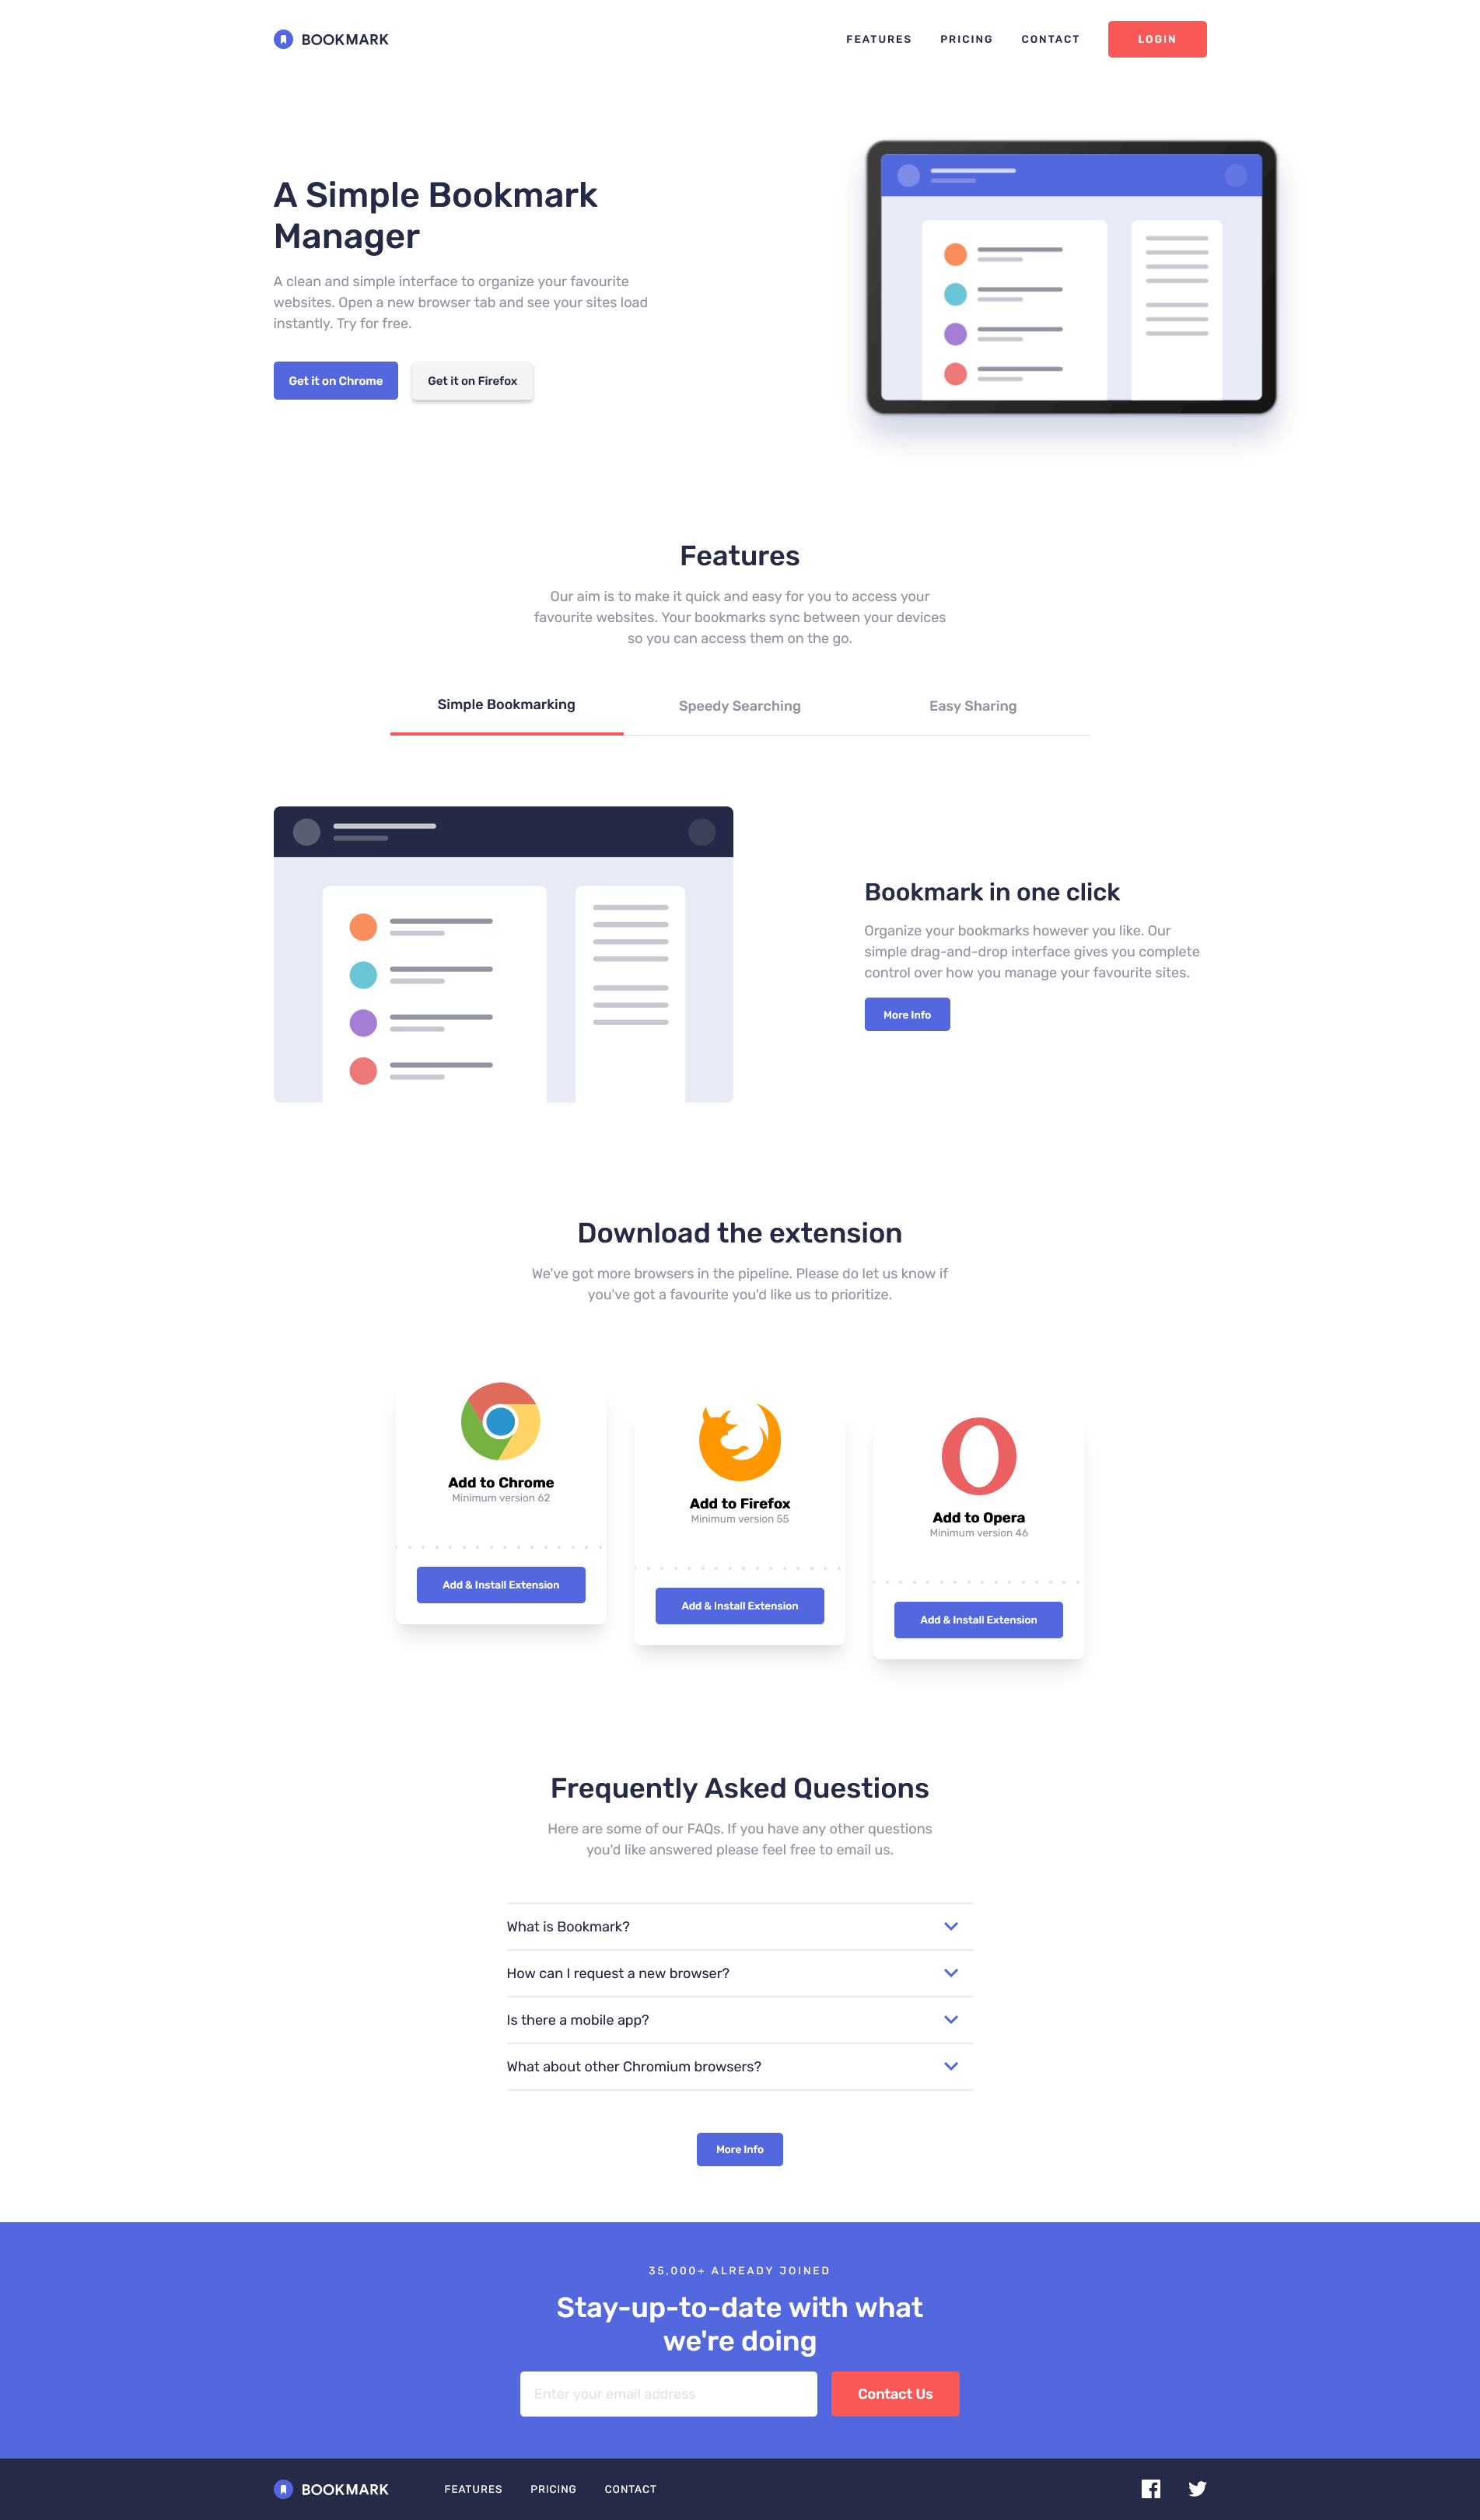 BOOKMARK
FEATURES
PRICING
CONTACT
LOGIN
A Simple Bookmark
Manager
A clean and simple interface to organize your favourite
websites. Open a new browser tab and see your sites load
instantly. Try for free.
Get it on Chrome
Get it on Firefox
Features
Our aim is to make it quick and easy for you to access your
favourite websites. Your bookmarks sync between your devices
so you can access them on the go.
Simple Bookmarking
Speedy Searching
Easy Sharing
Bookmark in one click
Organize your bookmarks however you like. Our
simple drag-and-drop interface gives you complete
control over how you manage your favourite sites.
More Info
Download the extension
We've got more browsers in the pipeline. Please do let us know if
you've got a favourite you'd like us to prioritize.
Add to Chrome
Minimum version 62
Add & Install Extension
Add to Firefox
Minimum version 55
Add & Install Extension
Add to Opera
Minimum version 46
Add & Install Extension
Frequently Asked Questions
Here are some of our FAQs. If you have any other questions
you'd like answered please feel free to email us.
What is Bookmark?
How can I request a new browser?
Is there a mobile app?
What about other Chromium browsers?
More Info
35,000+ ALREADY JOINED
Stay-up-to-date with what
we're doing
Enter your email address
Contact Us
BOOKMARK
FEATURES
PRICING
CONTACT